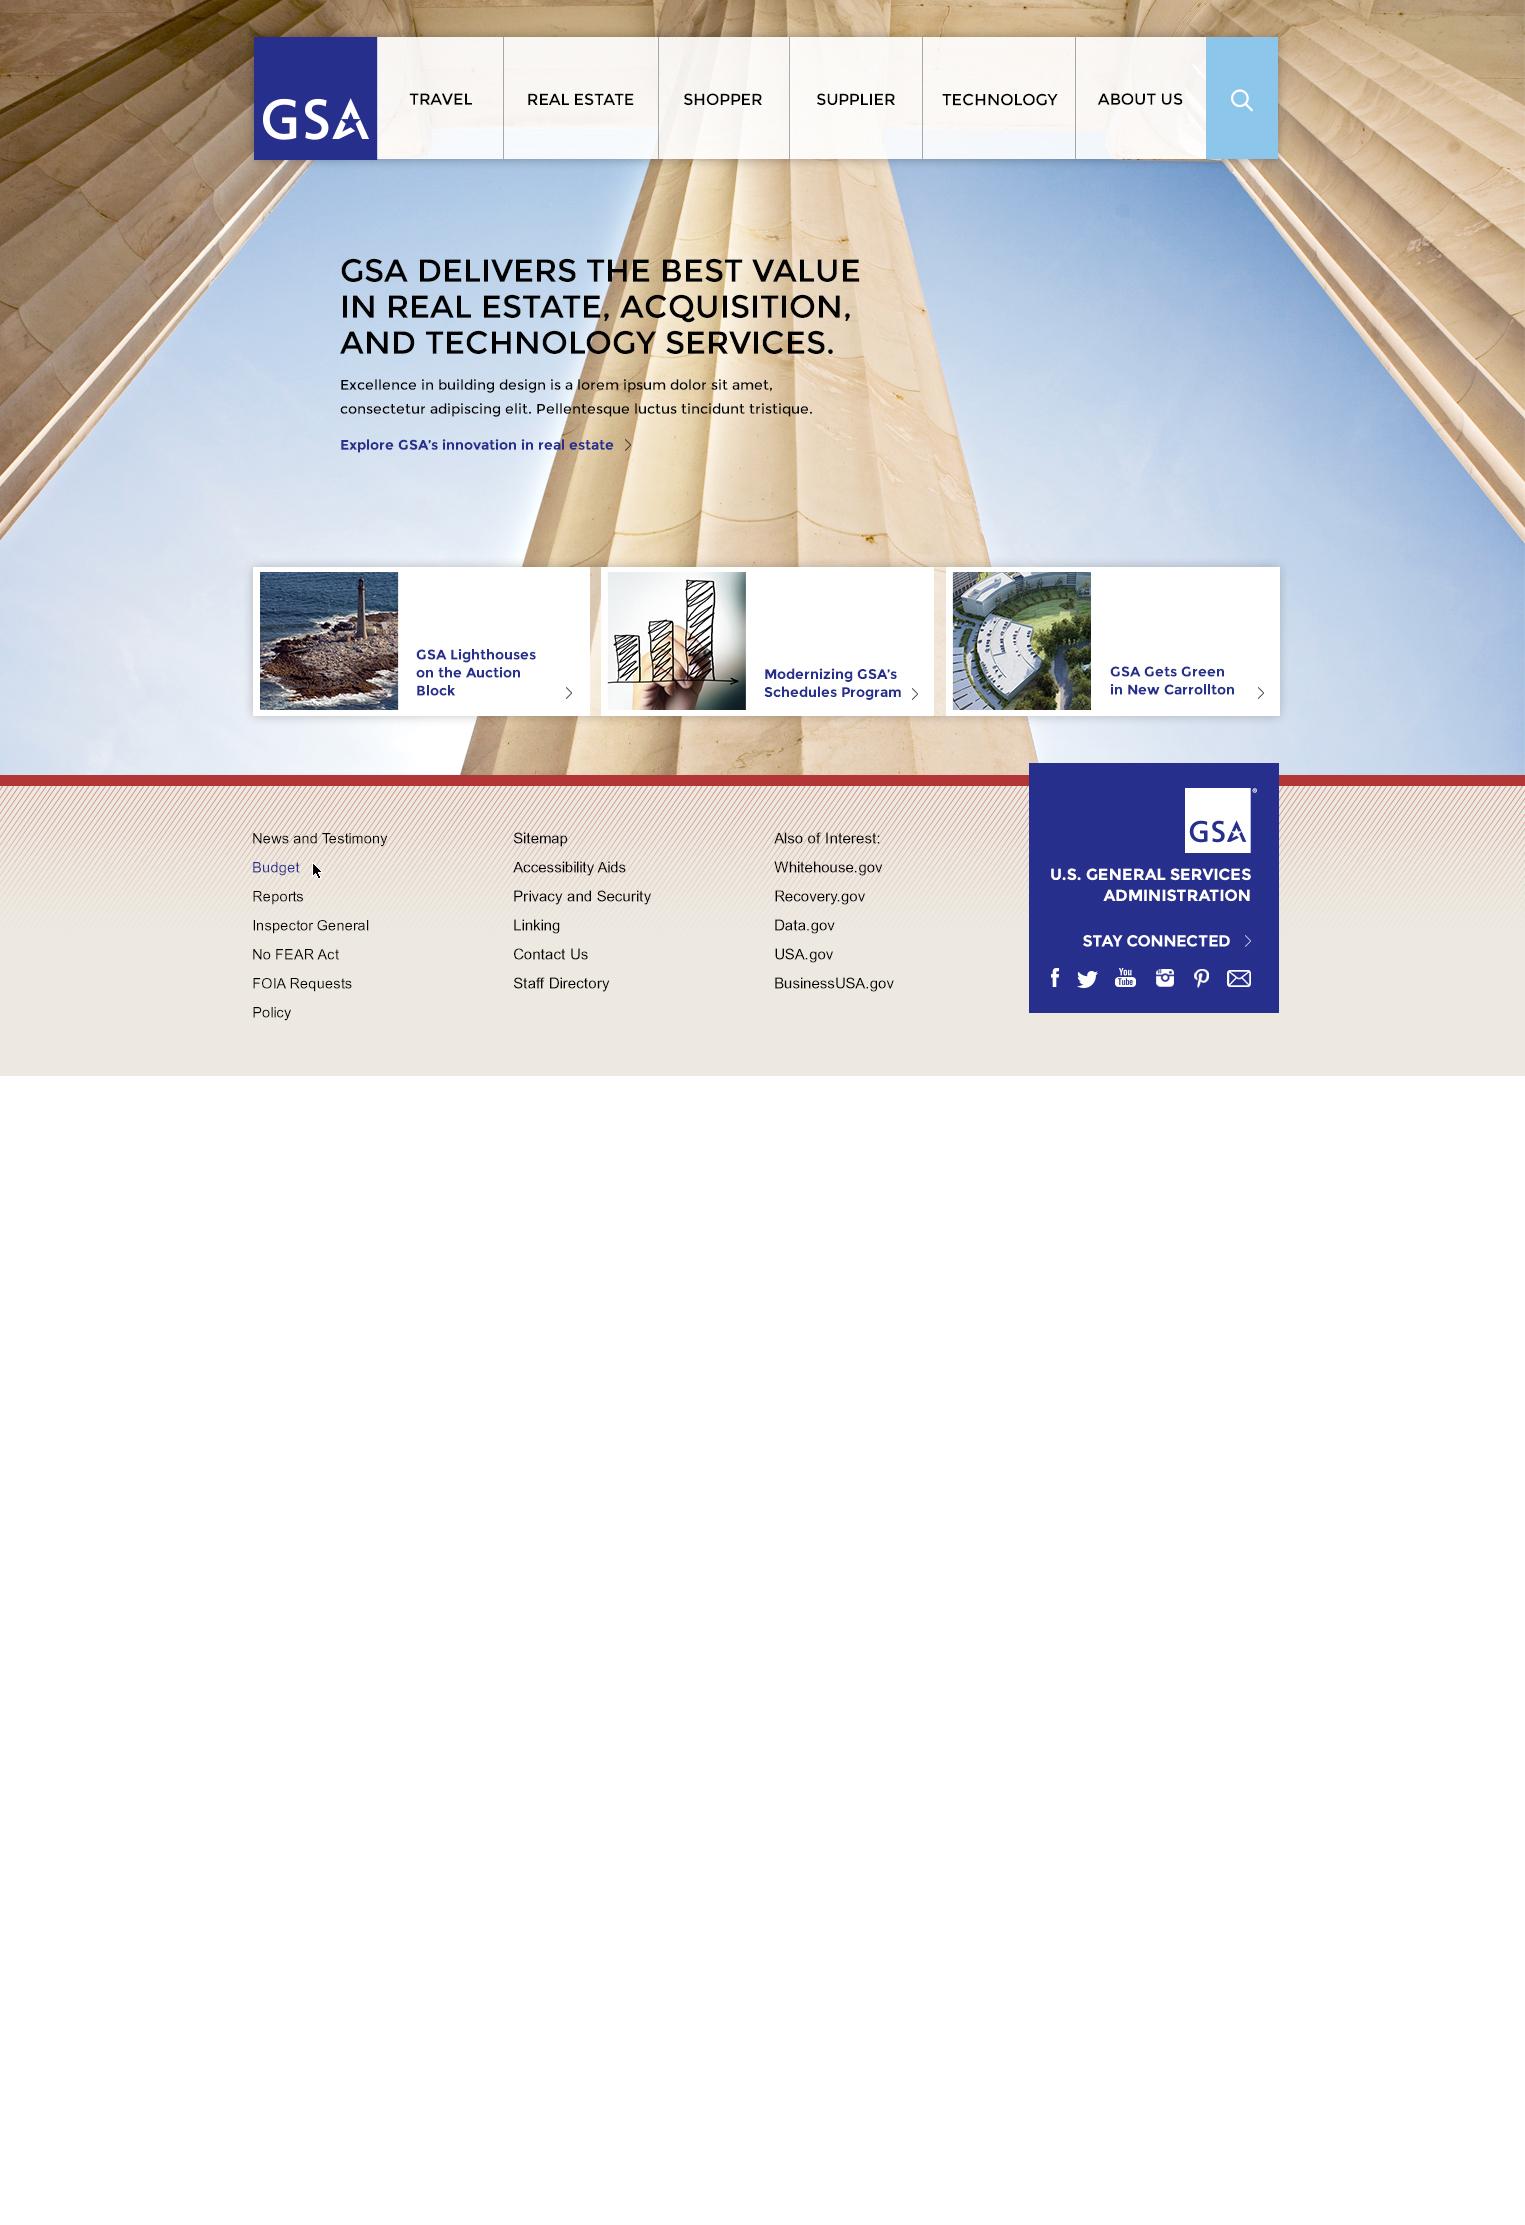 GSA
TRAVEL
REAL ESTATE
SHOPPER
SUPPLIER
TECHNOLOGY
ABOUT US
GSA DELIVERS THE BEST VALUE
IN REAL ESTATE, ACQUISITION,
AND TECHNOLOGY SERVICES.
Excellence in building design is a lorem ipsum dolor sit amet,
consectetur adipiscing elit. Pellentesque luctus tincidunt tristique.
Explore GSA's innovation in real estate
GSA Lighthouses
on the Auction
Block
Modernizing GSA's
Schedules Program
GSA Gets Green
in New Carrollton
News and Testimony
Budget
Reports
Inspector General
No FEAR Act
FOIA Requests
Policy
Sitemap
Accessibility Aids
Privacy and Security
Linking
Contact Us
Staff Directory
Also of Interest:
Whitehouse.gov
Recovery.gov
Data.gov
USA.gov
BusinessUSA.gov
GSA®
U.S. GENERAL SERVICES
ADMINISTRATION
STAY CONNECTED
You
Tube